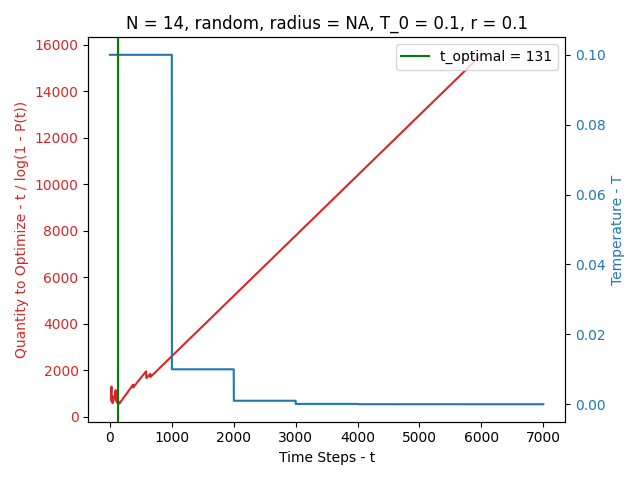 N = 14, random, radius = NA, T_0 = 0.1, r = 0.1
t_optimal = 131
Quantity to Optimize - t / log(1 - P(t))
16000
14000
12000
10000
8000
6000
4000
2000
0
0.10
0.08
0.06
0.04
0.02
0.00
Temperature - T
0 1000 2000 3000 4000 5000 6000 7000
Time Steps - t